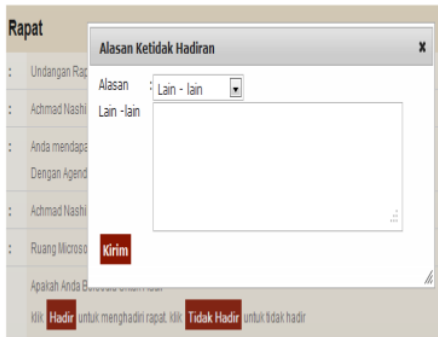 Rapat
Alasan Ketidak Hadiran x
Alasan : Lain - lain
Lain -lain
Kirim
: Undangan Rap
: Achmad Nashi
: Anda mendapa
Dengan Agend
: Achmad Nashi
: Ruang Microso
Apakah Anda
klik Hadir untuk menghadiri rapat, klik Tidak Hadir untuk tidak hadir